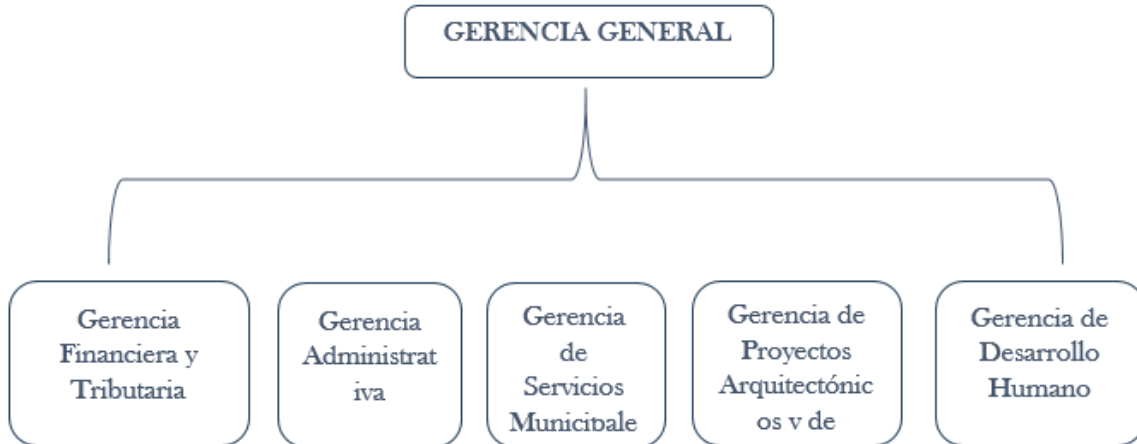 GERENCIA GENERAL
Gerencia
Financiera y
Tributaria
Gerencia
Administrat
iva
Gerencia
de
Servicios
Municipale
Gerencia de
Proyectos
Arquitectónic
os y de
Gerencia de
Desarrollo
Humano